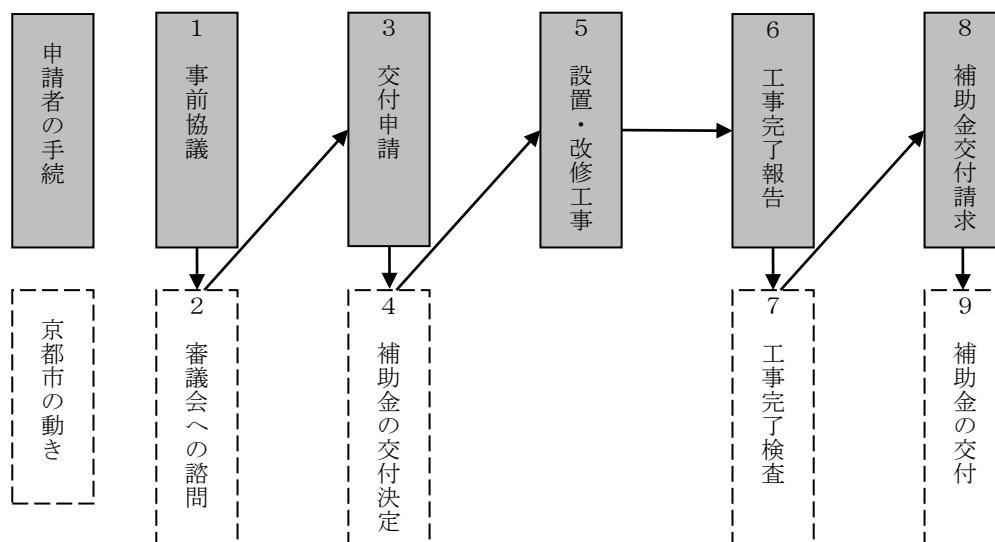 申請者の手続
１　事前協議
３　交付申請
５　設置・改修工事
６　工事完了報告
８　補助金交付請求
京都市の動き
２　審議会への諮問
４　補助金の交付決定
７　工事完了検査
９　補助金の交付